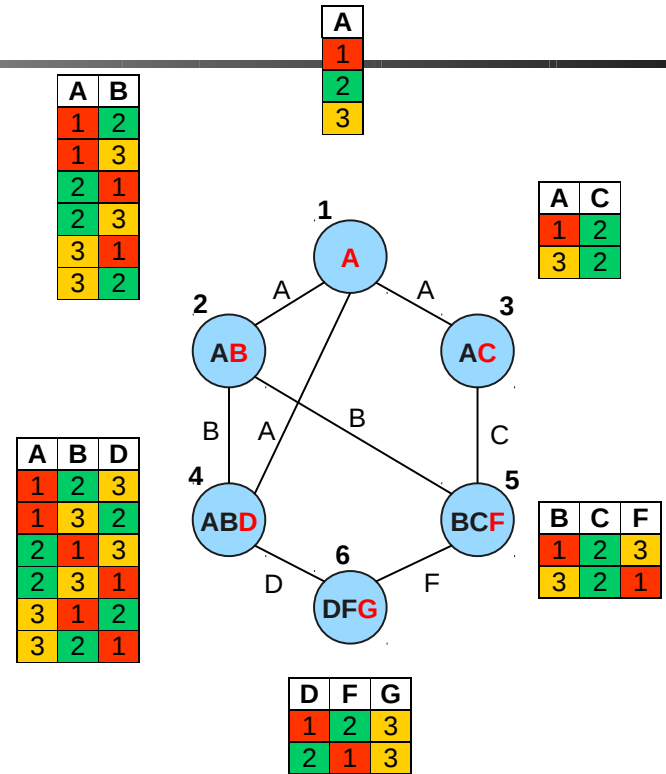 A
1
2
3
A B
1 2
1 3
2 1
2 3
3 1
3 2
A C
1 2
3 2
1
A
A A
2
AB
3
AC
B A B C
4
ABD
5
BCF
6
DFG
D F
A B D
1 2 3
1 3 2
2 1 3
2 3 1
3 1 2
3 2 1
B C F
1 2 3
3 2 1
D F G
1 2 3
2 1 3